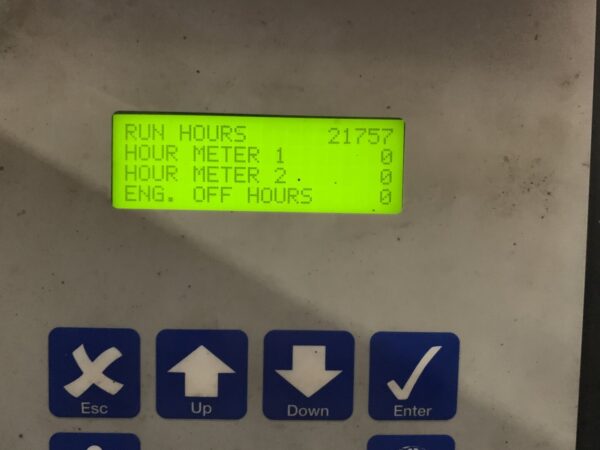 RUN HOURS 21757
HOUR METER 1 0
HOUR METER 2 0
ENG. OFF HOURS 0
Esc Up Down Enter